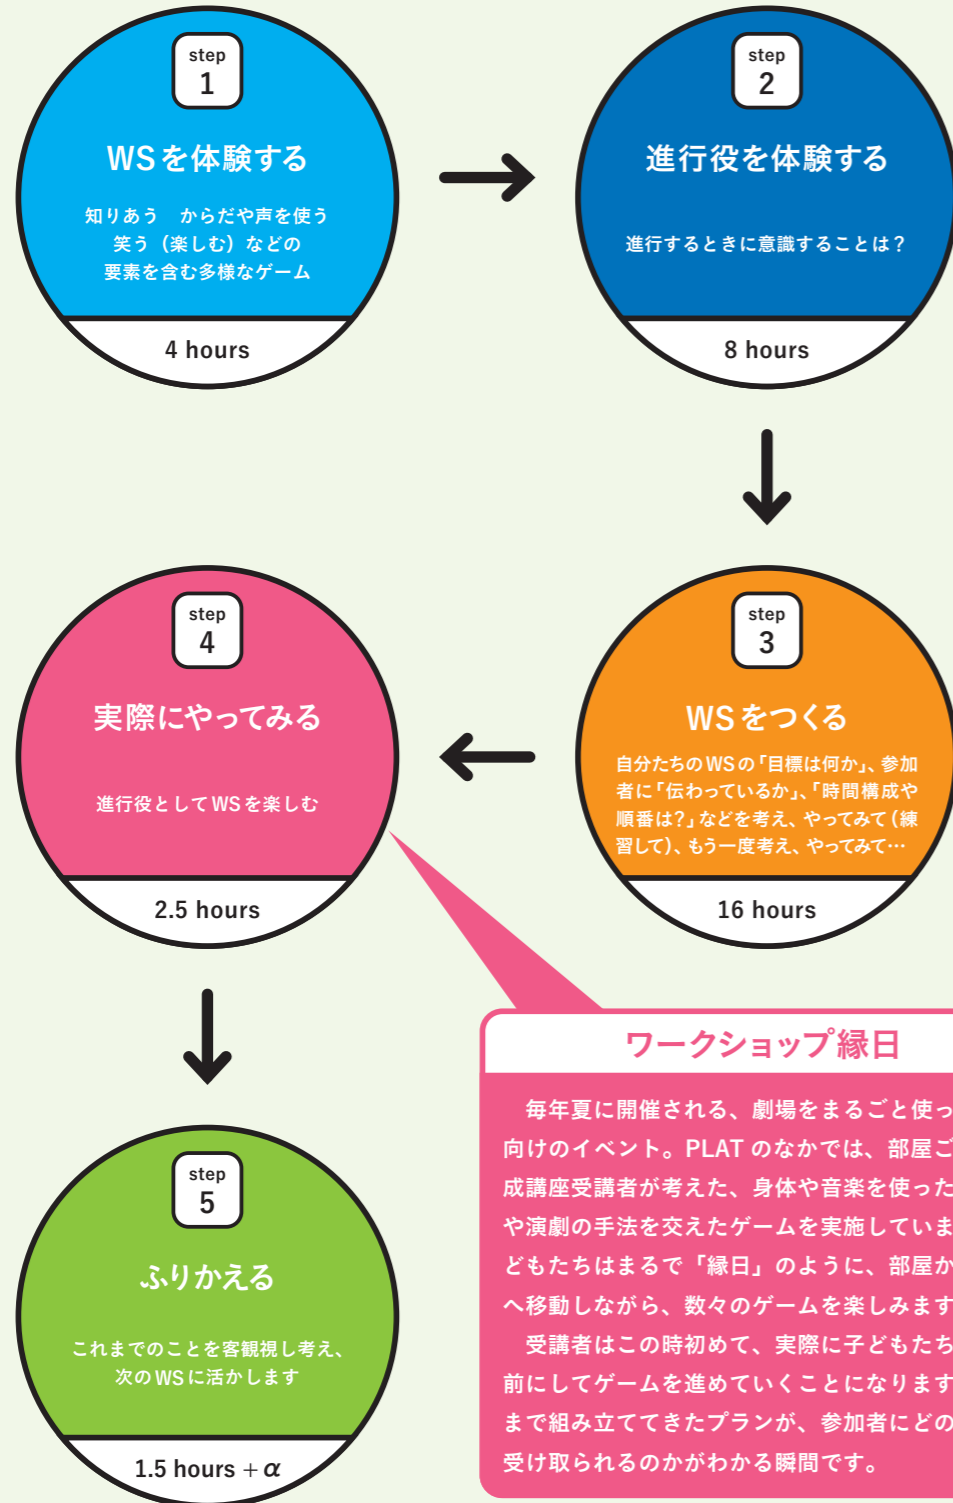 step
1
WSを体験する
知りあう　からだや声を使う
笑う（楽しむ）などの
要素を含む多様なゲーム
4 hours
step
2
進行役を体験する
進行するときに意識することは？
8 hours
step
3
WSをつくる
自分たちのWSの「目標は何か」、参加
者に「伝わっているか」、「時間構成や
順番は？」などを考え、やってみて（練
習して）、もう一度考え、やってみて…
16 hours
step
4
実際にやってみる
進行役としてWSを楽しむ
2.5 hours
ワークショップ縁日
毎年夏に開催される、劇場をまるごと使っ
向けのイベント。PLATのなかでは、部屋ご
成講座受講者が考えた、身体や音楽を使った
や演劇の手法を交えたゲームを実施していま
どもたちはまるで「縁日」のように、部屋か
へ移動しながら、数々のゲームを楽しみます
受講者はこの時初めて、実際に子どもたち
前にしてゲームを進めていくことになります
まで組み立ててきたプランが、参加者にどの
受け取られるのかがわかる瞬間です。
step
5
ふりかえる
これまでのことを客観視し考え、
次のWSに活かします
1.5 hours +α